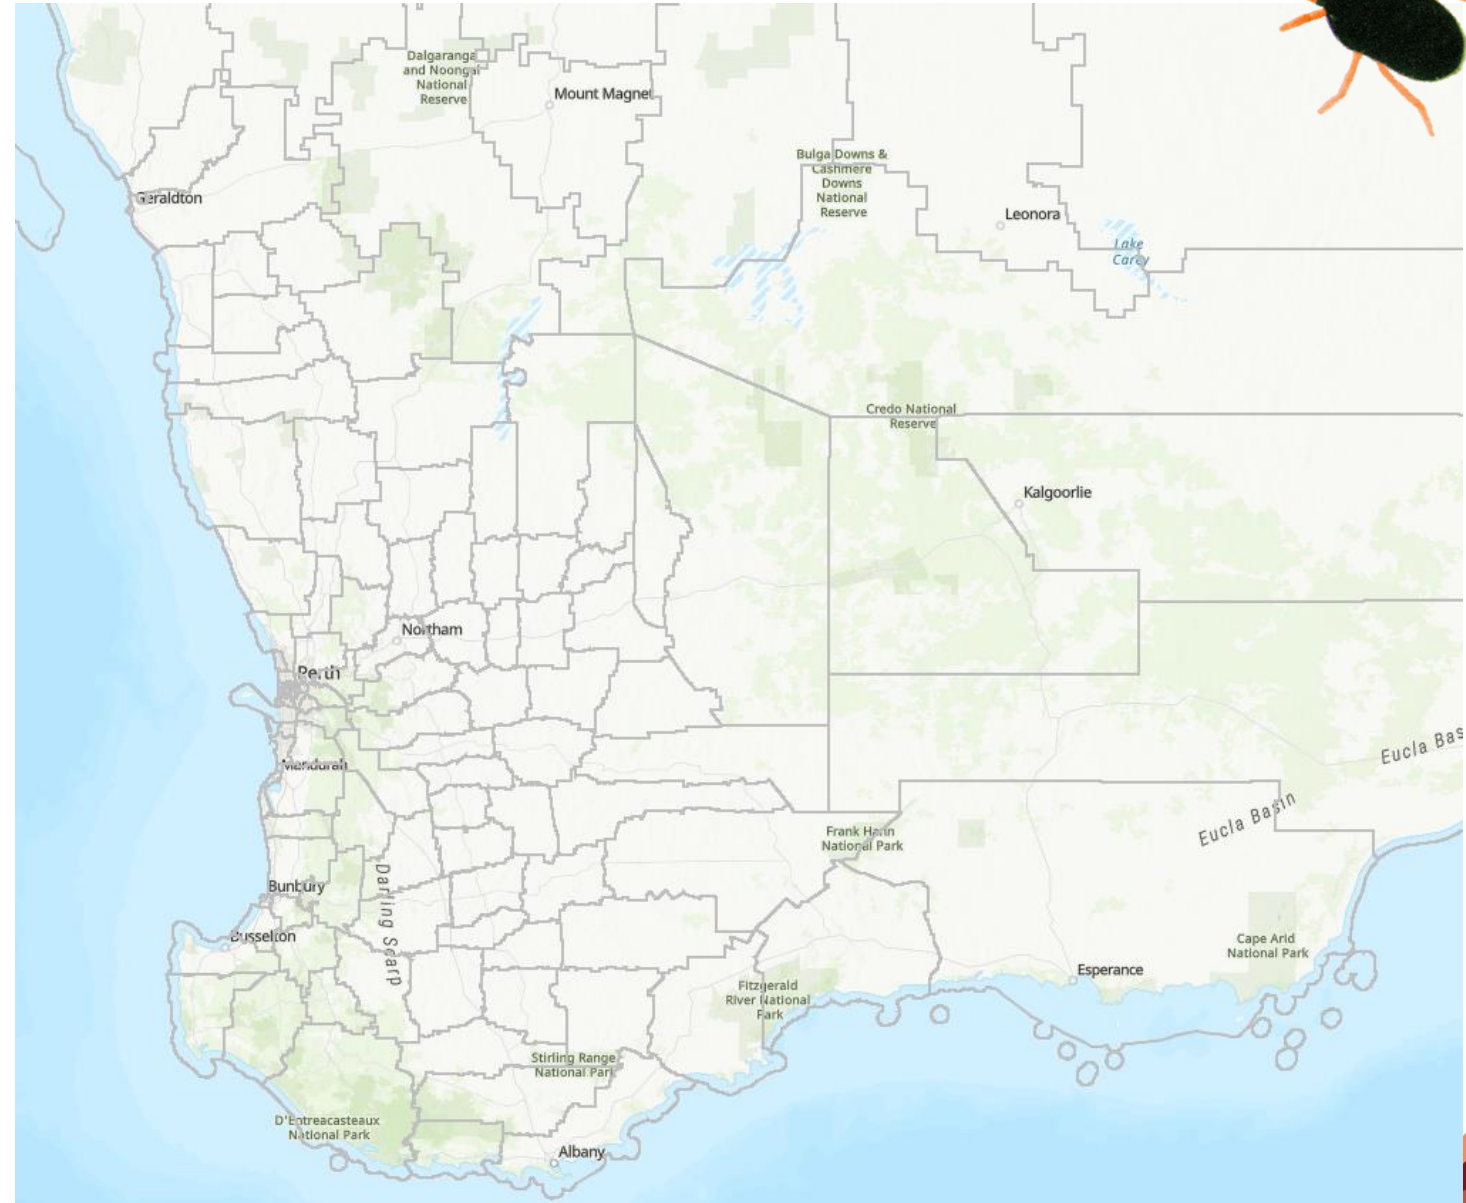 Dalgaranga
and Noongal
National
Reserve
Mount Magnet
Bulga Downs &
Cashmere
Downs
National
Reserve
Geraldton
Leonora
Lake
Carey
Credo National
Reserve
Kalgoorlie
Northam
Perth
Eucla Bas
Mandurah
Eucla Basin
Frank Hann
National Park
Bunbury
Darling Scarp
Busselton
Cape Arid
National Park
Esperance
Fitzgerald
River National
Park
Stirling Range
National Park
D'Entrecasteaux
National Park
Albany